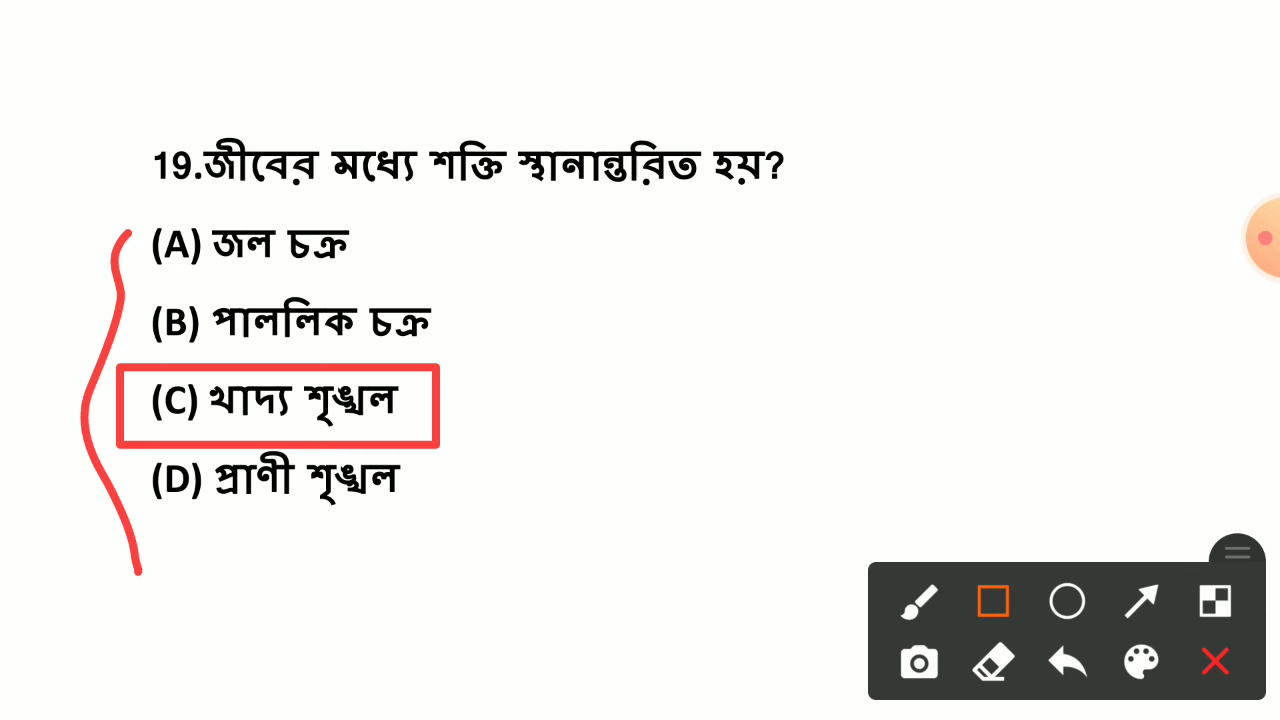 19.জীবের মধ্যে শক্তি স্থানান্তরিত হয়?
(A) জল চক্র
(B) পাললিক চক্র
(C) খাদ্য শৃঙ্খল
(D) প্রাণী শৃঙ্খল